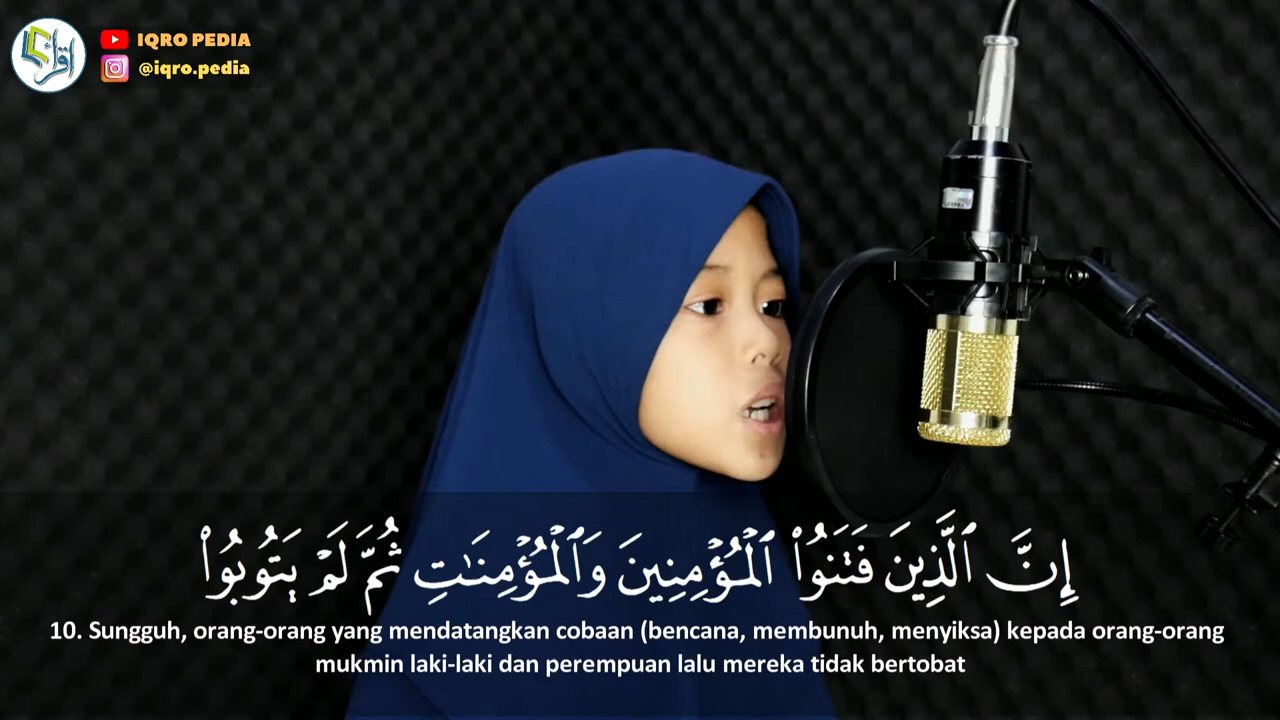 اقرأ
IQRO PEDIA
@iqro.pedia
إِنَّ ٱلَّذِينَ فَتَنُوا۟ ٱلْمُؤْمِنِينَ وَٱلْمُؤْمِنَـٰتِ ثُمَّ لَمْ يَتُوبُوا۟
10. Sungguh, orang-orang yang mendatangkan cobaan (bencana, membunuh, menyiksa) kepada orang-orang
mukmin laki-laki dan perempuan lalu mereka tidak bertobat